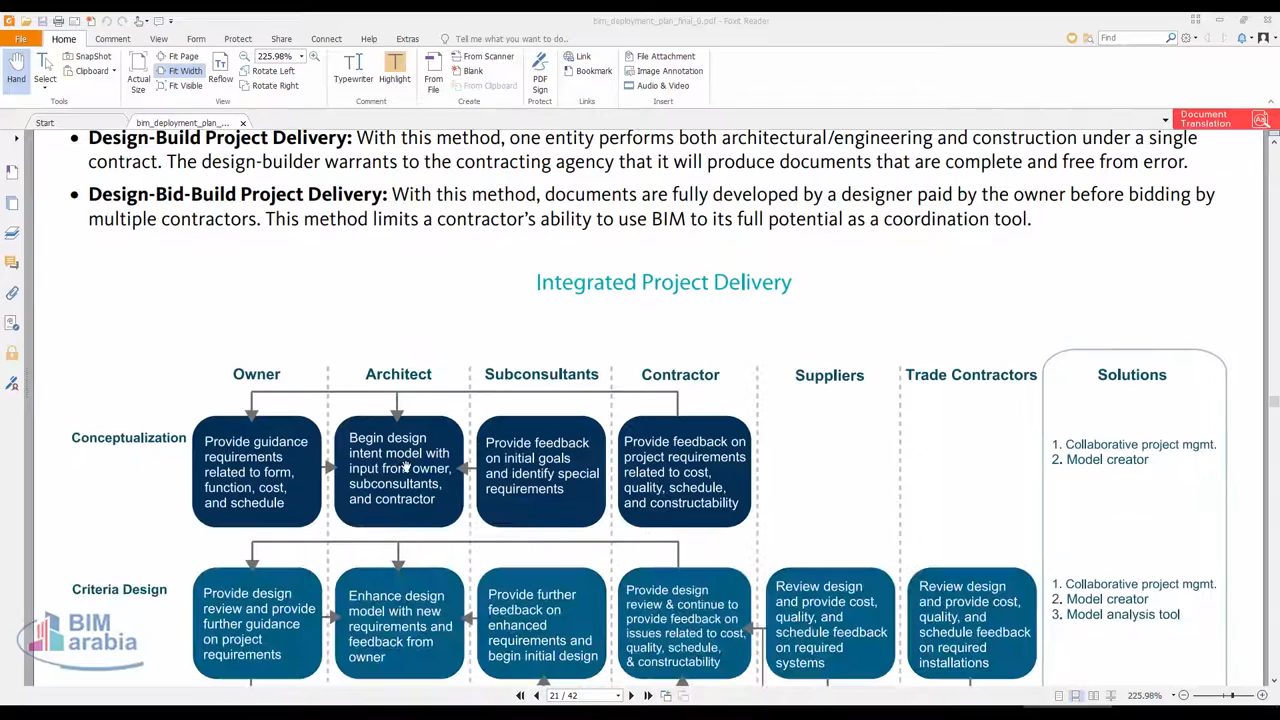 bim_deployment_plan_final_0.pdf - Foxit Reader
File Home Comment View Form Protect Share Connect Help Extras Tell me what you want to do... Find
Hand
Select
SnapShot
Clipboard
Tools
Actual Size
Fit Page
Fit Width
Fit Visible
Reflow
225.98%
Rotate Left
Rotate Right
View
Typewriter
Highlight
Comment
From File
From Scanner
Blank
From Clipboard
Create
PDF Sign
Protect
Link
Bookmark
Links
File Attachment
Image Annotation
Audio & Video
Insert
Start
bim_deployment_plan_...
Document Translation
• Design-Build Project Delivery: With this method, one entity performs both architectural/engineering and construction under a single
contract. The design-builder warrants to the contracting agency that it will produce documents that are complete and free from error.
• Design-Bid-Build Project Delivery: With this method, documents are fully developed by a designer paid by the owner before bidding by
multiple contractors. This method limits a contractor's ability to use BIM to its full potential as a coordination tool.
Integrated Project Delivery
Owner Architect Subconsultants Contractor Suppliers Trade Contractors Solutions
Conceptualization
Provide guidance
requirements
related to form,
function, cost,
and schedule
Begin design
intent model with
input from owner,
subconsultants,
and contractor
Provide feedback
on initial goals
and identify special
requirements
Provide feedback on
project requirements
related to cost,
quality, schedule,
and constructability
1. Collaborative project mgmt.
2. Model creator
Criteria Design
Provide design
review and provide
further guidance
on project
requirements
Enhance design
model with new
requirements and
feedback from
owner
Provide further
feedback on
enhanced
requirements and
begin initial design
Provide design
review & continue to
provide feedback on
issues related to cost,
quality, schedule,
& constructability
Review design
and provide cost,
quality, and
schedule feedback
on required
systems
Review design
and provide cost,
quality, and
schedule feedback
on required
installations
1. Collaborative project mgmt.
2. Model creator
3. Model analysis tool
BIM
arabia
21 / 42
225.98%